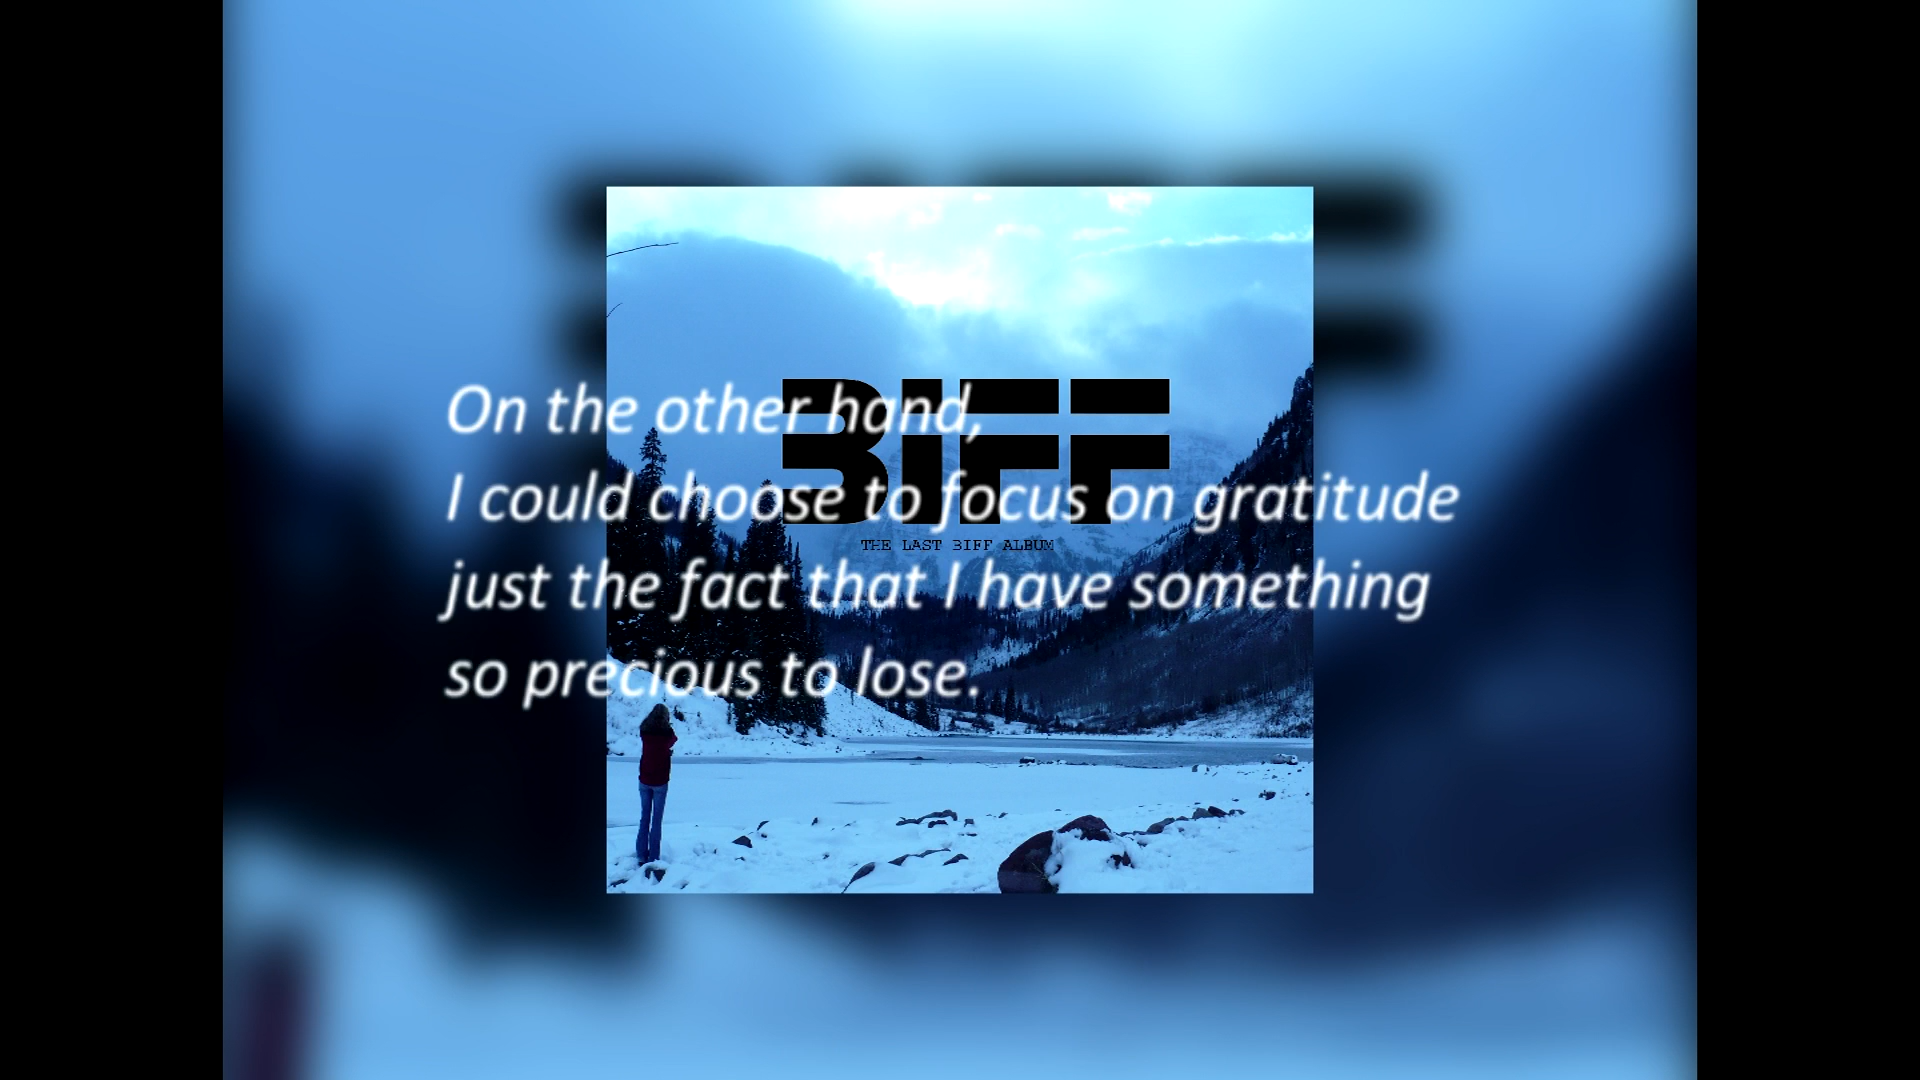 BIFF
THE LAST BIFF ALBUM
On the other hand,
I could choose to focus on gratitude
just the fact that I have something
so precious to lose.